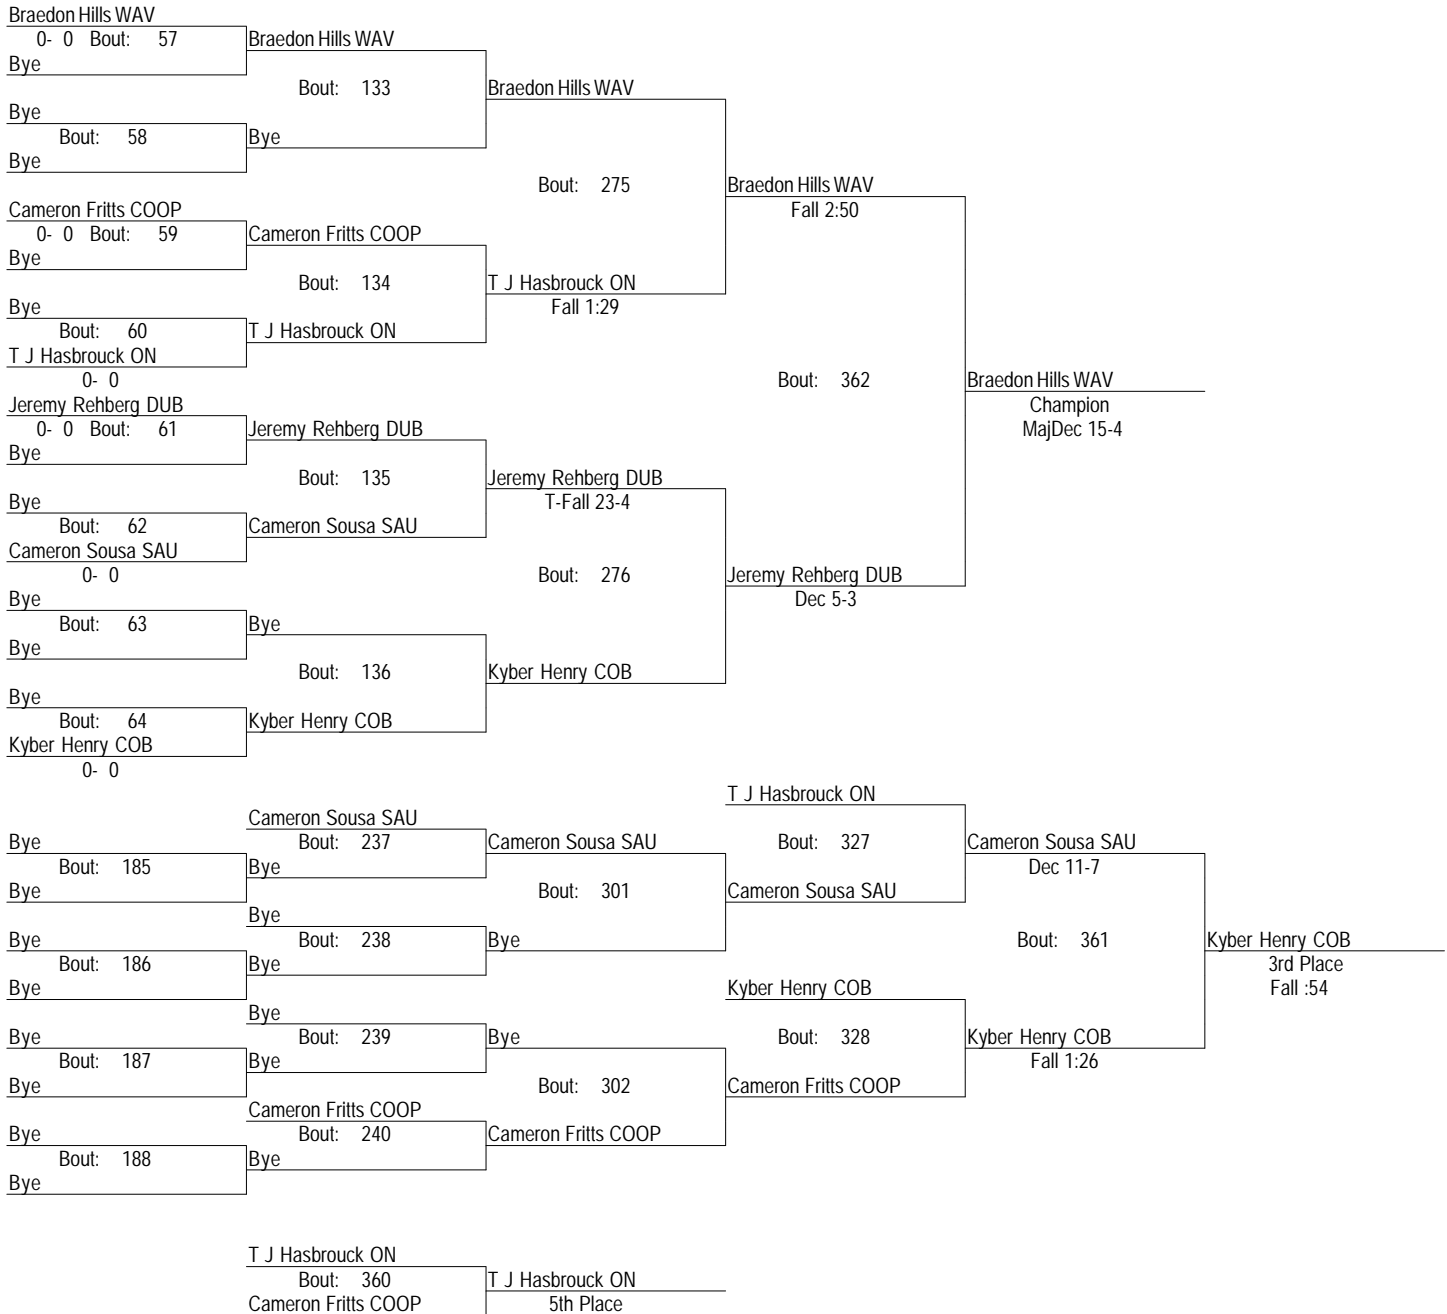 Braedon Hills WAV
0- 0 Bout: 57 Braedon Hills WAV
Bye
Bout: 133 Braedon Hills WAV
Bye
Bout: 58 Bye
Bye
Bout: 275 Braedon Hills WAV
Cameron Fritts COOP Fall 2:50
0- 0 Bout: 59 Cameron Fritts COOP
Bye
Bout: 134 T J Hasbrouck ON
Bye Fall 1:29
Bout: 60 T J Hasbrouck ON
T J Hasbrouck ON
0- 0 Bout: 362 Braedon Hills WAV
Jeremy Rehberg DUB Champion
0- 0 Bout: 61 Jeremy Rehberg DUB MajDec 15-4
Bye
Bout: 135 Jeremy Rehberg DUB
Bye T-Fall 23-4
Bout: 62 Cameron Sousa SAU
Cameron Sousa SAU
0- 0 Bout: 276 Jeremy Rehberg DUB
Bye Dec 5-3
Bout: 63 Bye
Bye
Bout: 136 Kyber Henry COB
Bye
Bout: 64 Kyber Henry COB
Kyber Henry COB
0- 0
T J Hasbrouck ON
Cameron Sousa SAU
Bye Bout: 237 Cameron Sousa SAU Bout: 327 Cameron Sousa SAU
Bout: 185 Bye Dec 11-7
Bye Bout: 301 Cameron Sousa SAU
Bye
Bye Bout: 238 Bye Bout: 361 Kyber Henry COB
Bout: 186 Bye 3rd Place
Bye Kyber Henry COB Fall :54
Bye
Bye Bout: 239 Bye Bout: 328 Kyber Henry COB
Bout: 187 Bye Fall 1:26
Bye Bout: 302 Cameron Fritts COOP
Cameron Fritts COOP
Bye Bout: 240 Cameron Fritts COOP
Bout: 188 Bye
Bye
T J Hasbrouck ON
Bout: 360 T J Hasbrouck ON
Cameron Fritts COOP 5th Place